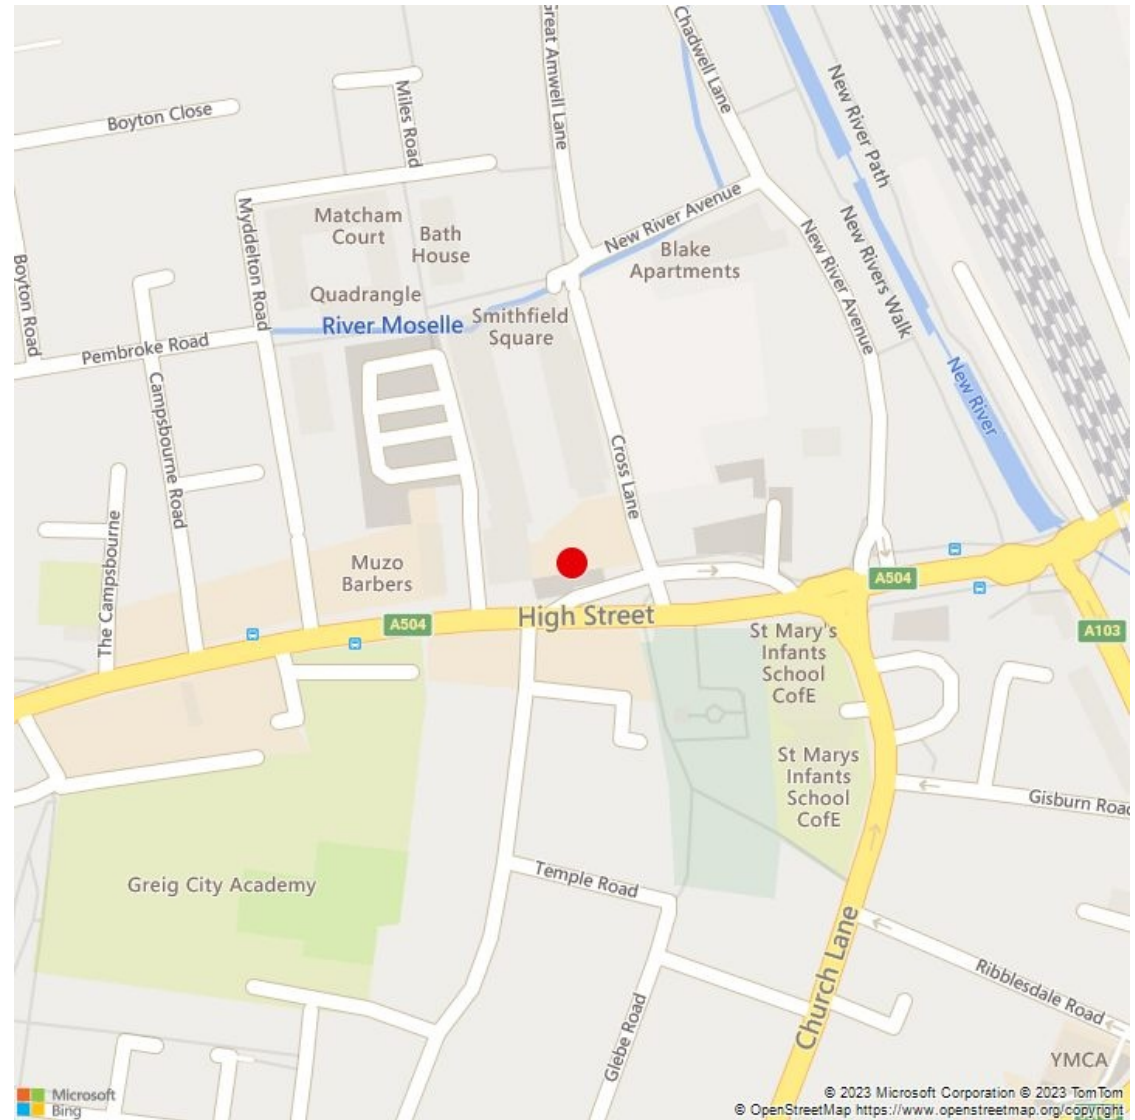 Great Amwell Lane
Chadwell Lane
Boyton Close
Miles Road
New River Path
Myddelton Road
Matcham
Court
Bath
House
New River Avenue
Blake
Apartments
New River Avenue
New Rivers Walk
Boyton Road
Quadrangle
River Moselle
Smithfield
Square
Pembroke Road
Campsbourne Road
New River
Cross Lane
The Campsbourne
Muzo
Barbers
A504
High Street
A504
A103
St Mary's
Infants
School
CofE
St Marys
Infants
School
CofE
Gisburn Road
Greig City Academy
Temple Road
Church Lane
Ribblesdale Road
Glebe Road
YMCA
Microsoft
Bing
© 2023 Microsoft Corporation © 2023 TomTom
© OpenStreetMap https://www.openstreetmap.org/copyright